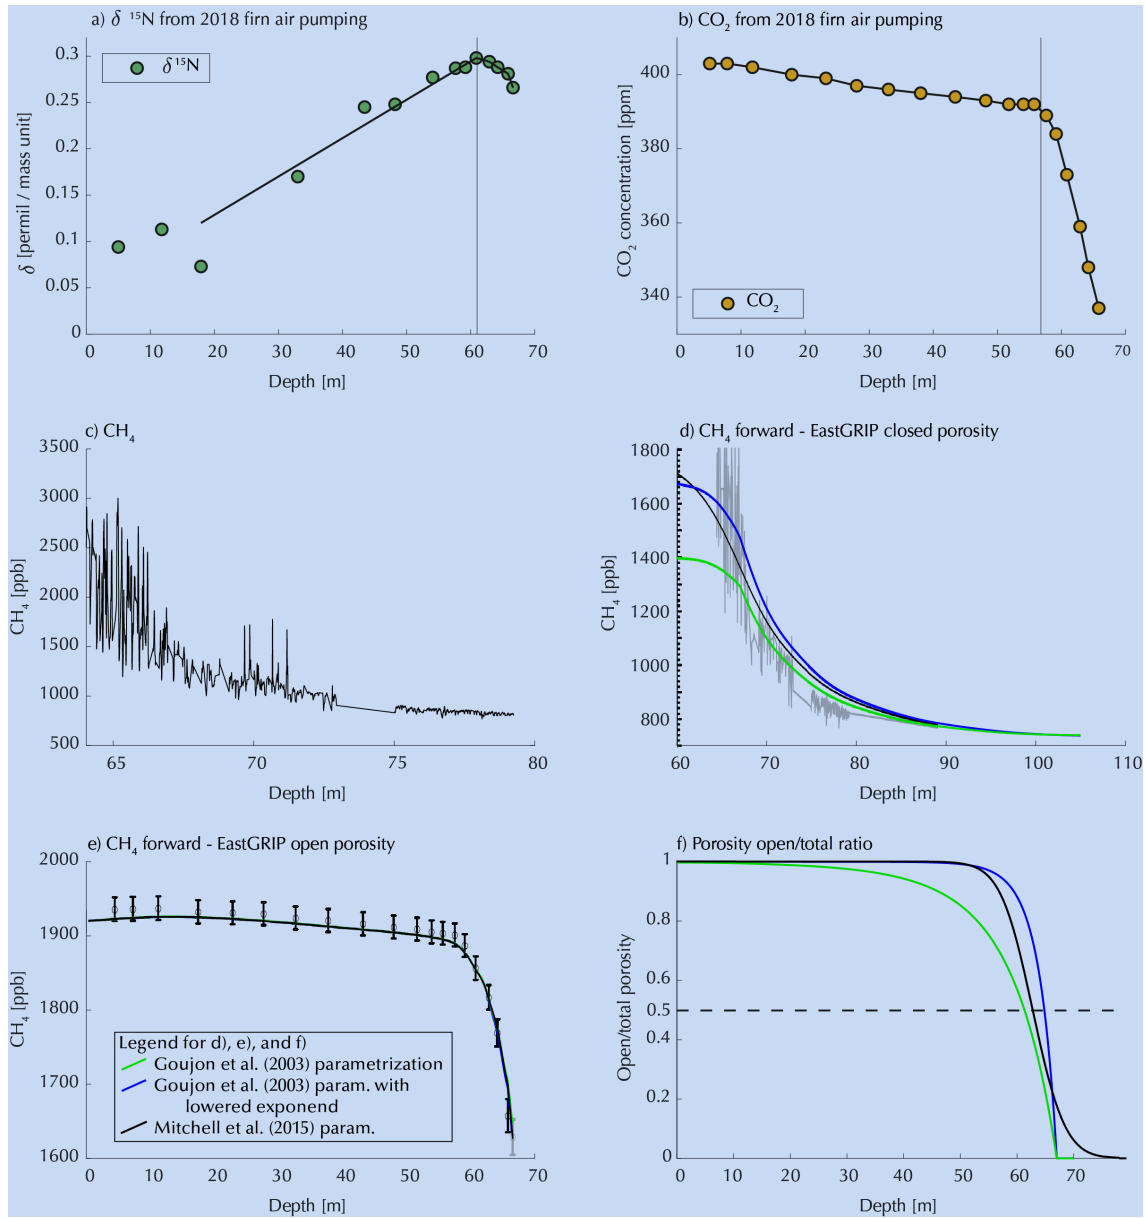 a) δ ¹⁵N from 2018 firn air pumping
δ ¹⁵N
δ [permil / mass unit]
0.3
0.25
0.2
0.15
0.1
0.05
0
0 10 20 30 40 50 60 70
Depth [m]
b) CO₂ from 2018 firn air pumping
CO₂ concentration [ppm]
400
380
360
340
CO₂
0 10 20 30 40 50 60 70
Depth [m]
c) CH₄
CH₄ [ppb]
3500
3000
2500
2000
1500
1000
500
65 70 75 80
Depth [m]
d) CH₄ forward - EastGRIP closed porosity
CH₄ [ppb]
1800
1600
1400
1200
1000
800
60 70 80 90 100 110
Depth [m]
e) CH₄ forward - EastGRIP open porosity
CH₄ [ppb]
2000
1900
1800
1700
1600
Legend for d), e), and f)
Goujon et al. (2003) parametrization
Goujon et al. (2003) param. with
lowered exponend
Mitchell et al. (2015) param.
0 10 20 30 40 50 60 70
Depth [m]
f) Porosity open/total ratio
Open/total porosity
1
0.8
0.6
0.5
0.4
0.2
0
0 10 20 30 40 50 60 70
Depth [m]